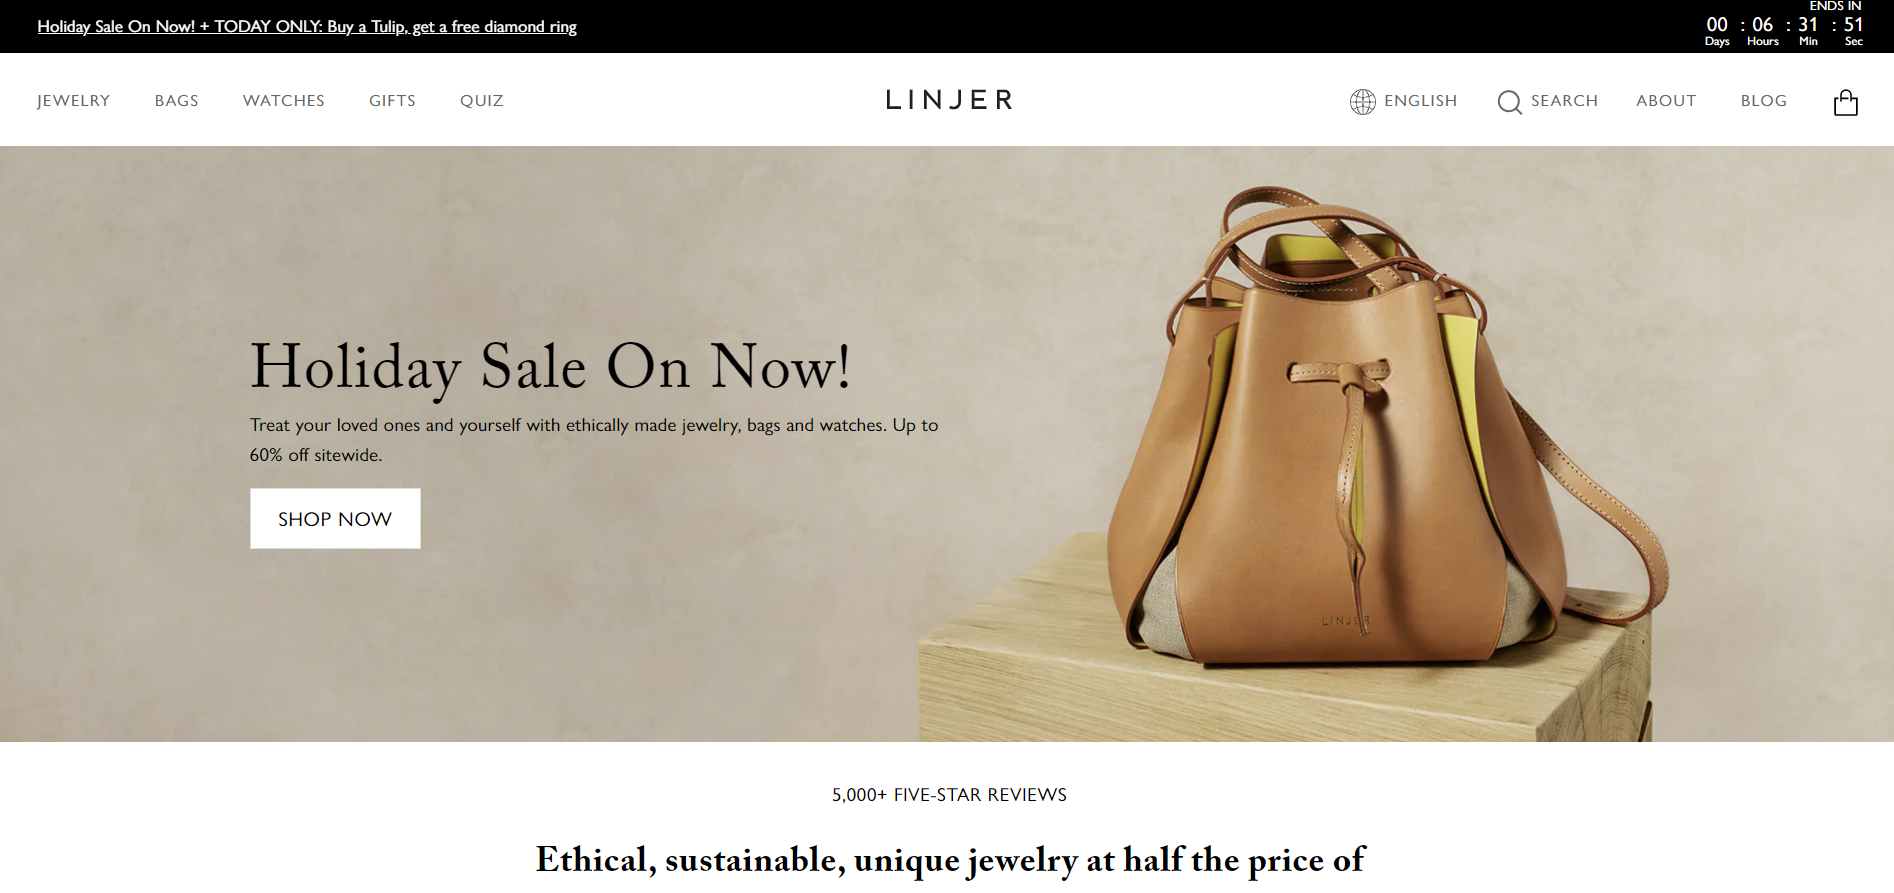 Holiday Sale On Now! + TODAY ONLY: Buy a Tulip, get a free diamond ring
ENDS IN
00 : 06 : 31 : 51
Days Hours Min Sec
JEWELRY BAGS WATCHES GIFTS QUIZ
LINJER
ENGLISH SEARCH ABOUT BLOG
Holiday Sale On Now!
Treat your loved ones and yourself with ethically made jewelry, bags and watches. Up to
60% off sitewide.
SHOP NOW
LINJER
5,000+ FIVE-STAR REVIEWS
Ethical, sustainable, unique jewelry at half the price of